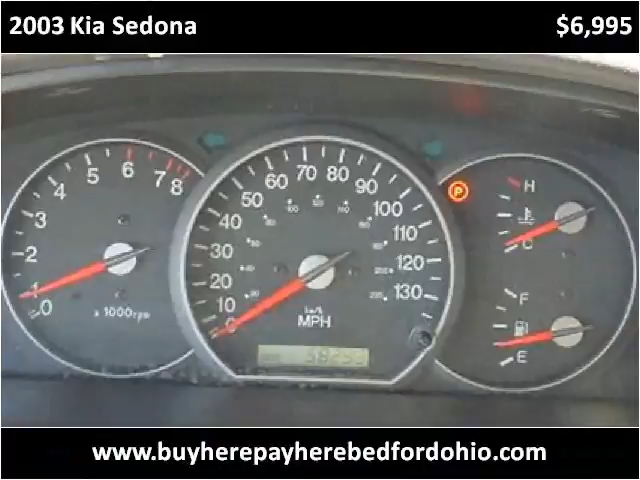 2003 Kia Sedona $6,995
0 1 2 3 4 5 6 7 8
x 1000rpm
0 10 20 30 40 50 60 70 80 90 100 110 120 130
km/h
MPH
P
H
C
F
E
www.buyherepayherebedfordohio.com